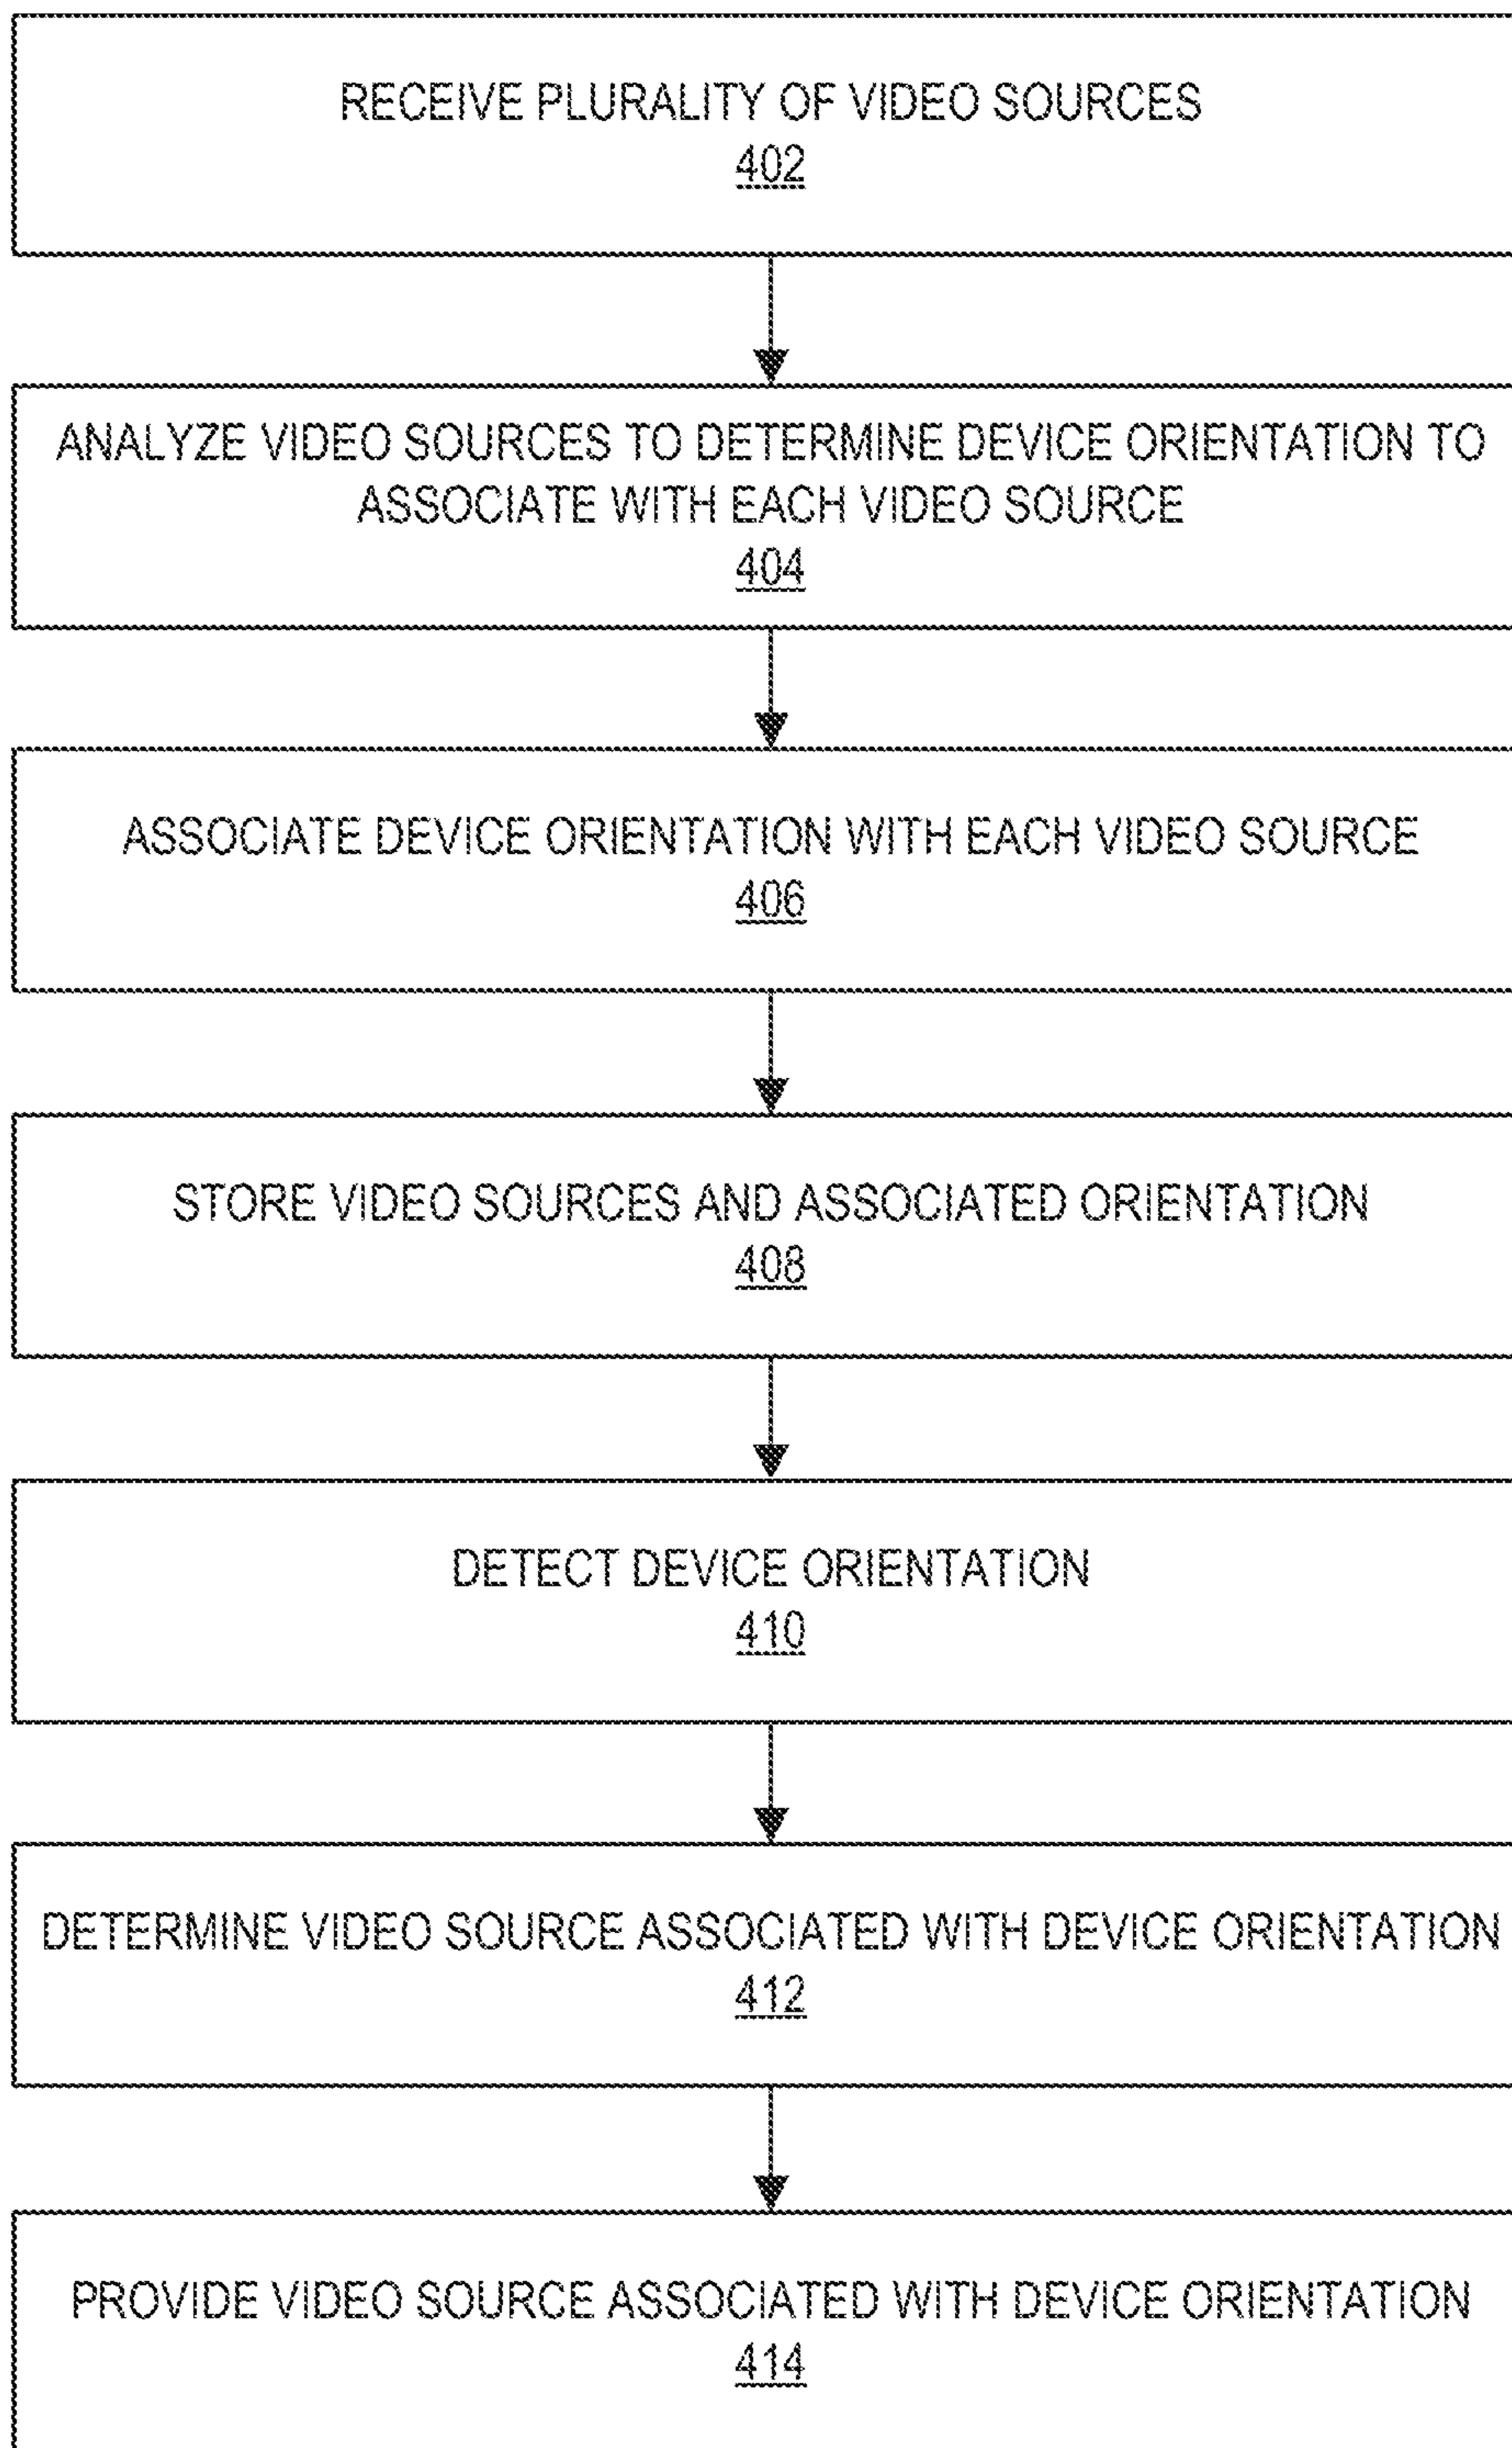 RECEIVE PLURALITY OF VIDEO SOURCES
402
ANALYZE VIDEO SOURCES TO DETERMINE DEVICE ORIENTATION TO
ASSOCIATE WITH EACH VIDEO SOURCE
404
ASSOCIATE DEVICE ORIENTATION WITH EACH VIDEO SOURCE
406
STORE VIDEO SOURCES AND ASSOCIATED ORIENTATION
408
DETECT DEVICE ORIENTATION
410
DETERMINE VIDEO SOURCE ASSOCIATED WITH DEVICE ORIENTATION
412
PROVIDE VIDEO SOURCE ASSOCIATED WITH DEVICE ORIENTATION
414